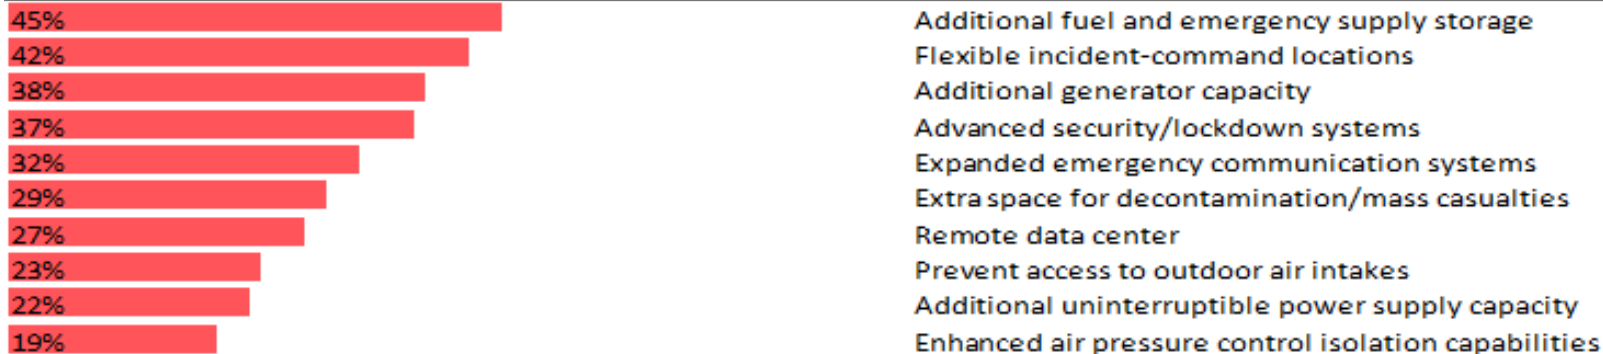 45% Additional fuel and emergency supply storage
42% Flexible incident-command locations
38% Additional generator capacity
37% Advanced security/lockdown systems
32% Expanded emergency communication systems
29% Extra space for decontamination/mass casualties
27% Remote data center
23% Prevent access to outdoor air intakes
22% Additional uninterruptible power supply capacity
19% Enhanced air pressure control isolation capabilities